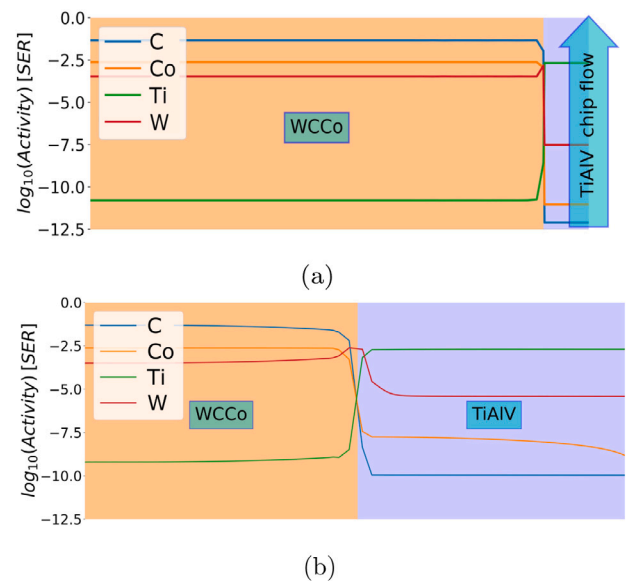 log₁₀(Activity) [SER]
0.0
−2.5
−5.0
−7.5
−10.0
−12.5
C
Co
Ti
W
WCCo
TiAlV chip flow
(a)
log₁₀(Activity) [SER]
0.0
−2.5
−5.0
−7.5
−10.0
−12.5
C
Co
Ti
W
WCCo
TiAlV
(b)